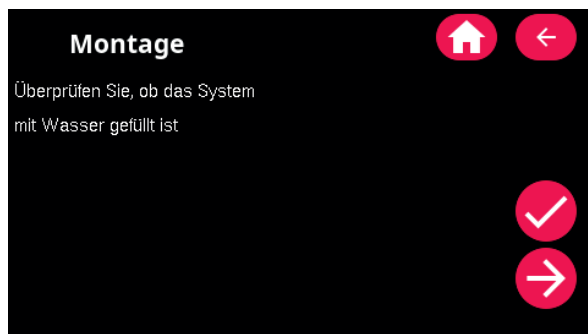 Montage
Überprüfen Sie, ob das System
mit Wasser gefüllt ist